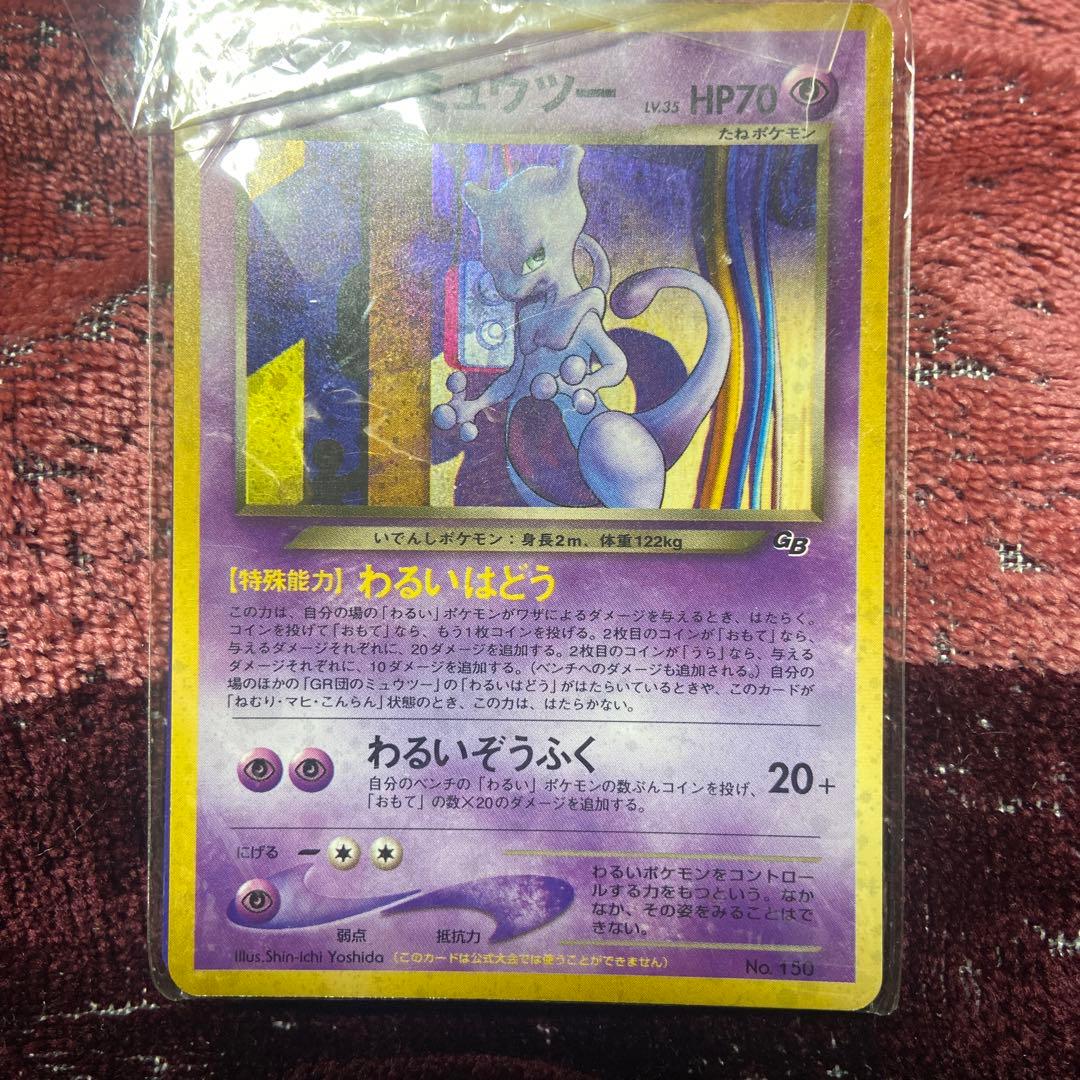 ミュウツー LV.35 HP70
たねポケモン
いでんしポケモン：身長2m、体重122kg
GB
【特殊能力】わるいはどう
この力は、自分の場の「わるい」ポケモンがワザによるダメージを与えるとき、はたらく。
コインを投げて「おもて」なら、もう1枚コインを投げる。2枚目のコインが「おもて」なら、
与えるダメージそれぞれに、20ダメージを追加する。2枚目のコインが「うら」なら、与える
ダメージそれぞれに、10ダメージを追加する。（ベンチへのダメージも追加される。）自分の
場のほかの「GR団のミュウツー」の「わるいはどう」がはたらいているときや、このカードが
「ねむり・マヒ・こんらん」状態のとき、この力は、はたらかない。
わるいぞうふく
自分のベンチの「わるい」ポケモンの数ぶんコインを投げ、
「おもて」の数×20のダメージを追加する。
20+
にげる
弱点
抵抗力
わるいポケモンをコントロー
ルする力をもつという。なか
なか、その姿をみることはで
きない。
Illus.Shin-ichi Yoshida（このカードは公式大会では使うことができません）
No. 150